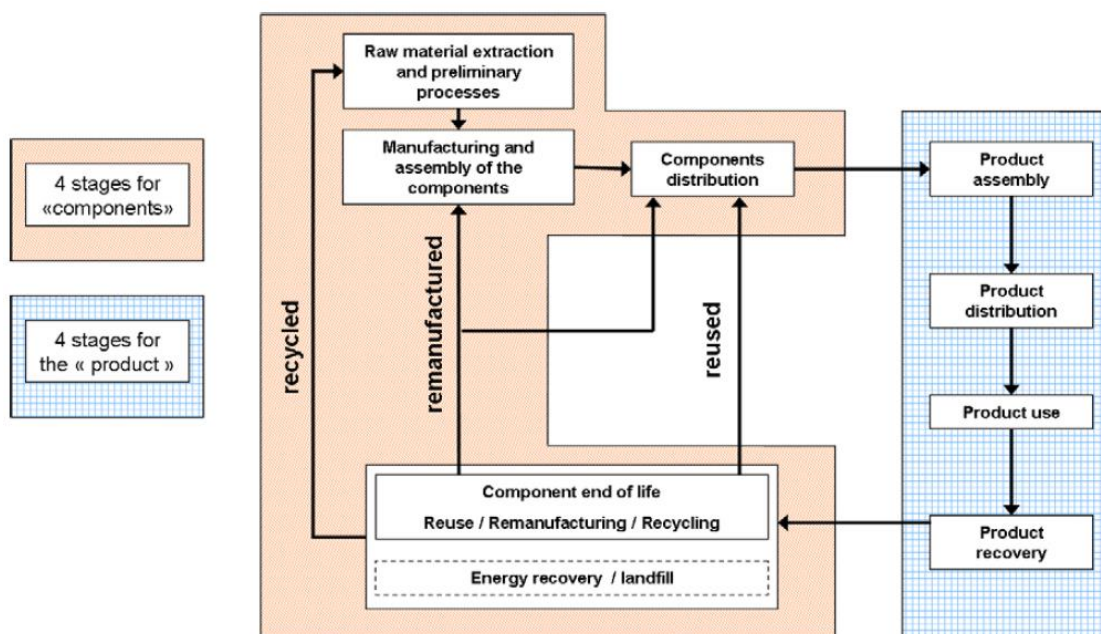 Raw material extraction
and preliminary
processes
Manufacturing and
assembly of the
components
Components
distribution
Product
assembly
4 stages for
«components»
Product
distribution
4 stages for
the « product »
recycled
remanufactured
reused
Product use
Component end of life
Reuse / Remanufacturing / Recycling
Product
recovery
Energy recovery / landfill